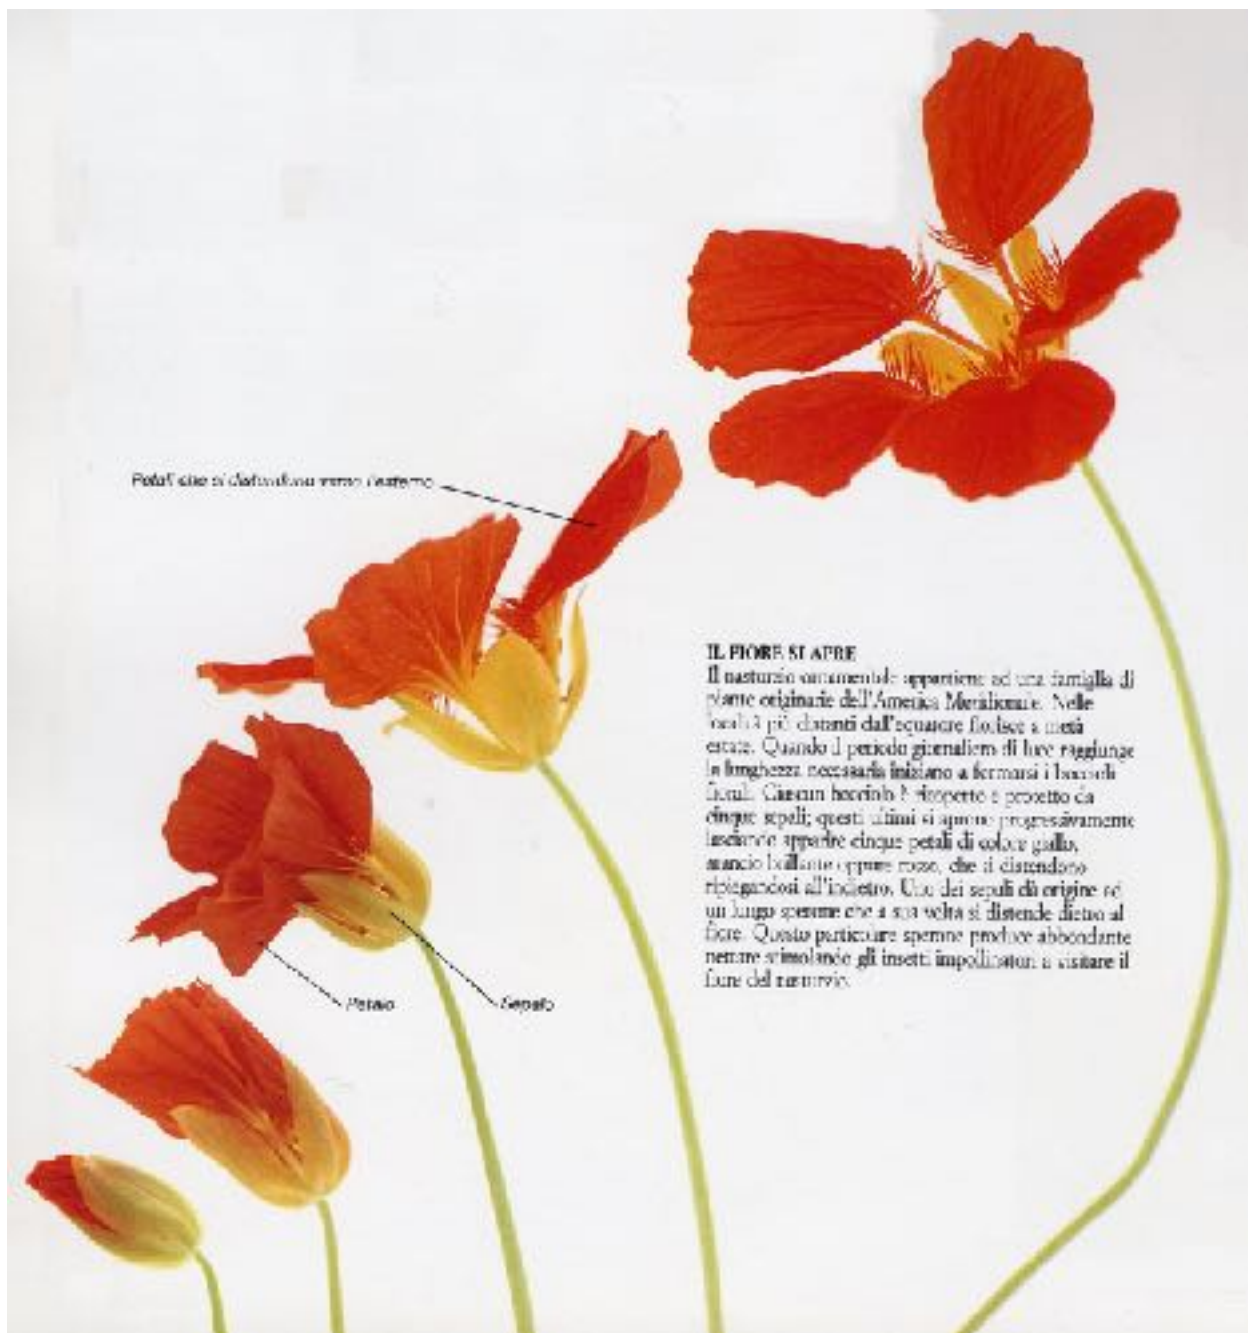 Petali che si distendono verso l'esterno
IL FIORE SI APRE
Il nasturzio ornamentale appartiene ad una famiglia di
piante originarie dell'America Meridionale. Nelle
località più distanti dall'equatore fiorisce a metà
estate. Quando il periodo giornaliero di luce raggiunge
la lunghezza necessaria iniziano a formarsi i boccioli
fiorali. Ciascun bocciolo è ricoperto e protetto da
cinque sepali; questi ultimi si aprono progressivamente
lasciando apparire cinque petali di colore giallo,
arancio brillante oppure rosso, che si distendono
ripiegandosi all'indietro. Uno dei sepali dà origine ad
un lungo sperone che a sua volta si distende dietro al
fiore. Questo particolare sperone produce abbondante
nettare stimolando gli insetti impollinatori a visitare il
fiore del nasturzio.
Petalo
Sepalo